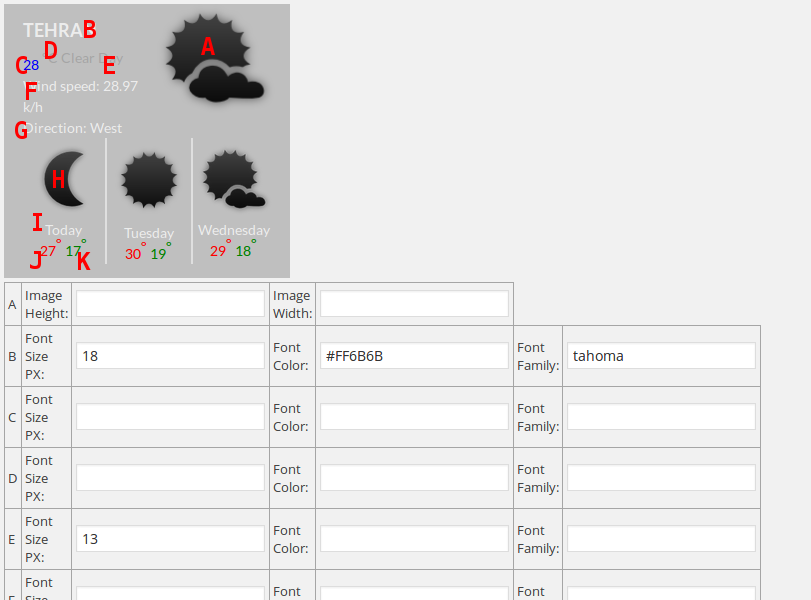 TEHRA B
A
D
C 28 °C Clear Day E
F Wind speed: 28.97
k/h
G Direction: West
H
I Today Tuesday Wednesday
27° 17° 30° 19° 29° 18°
J K
A Image Height: Image Width:
B Font Size PX: 18 Font Color: #FF6B6B Font Family: tahoma
C Font Size PX: Font Color: Font Family:
D Font Size PX: Font Color: Font Family:
E Font Size PX: 13 Font Color: Font Family:
Font Font Font